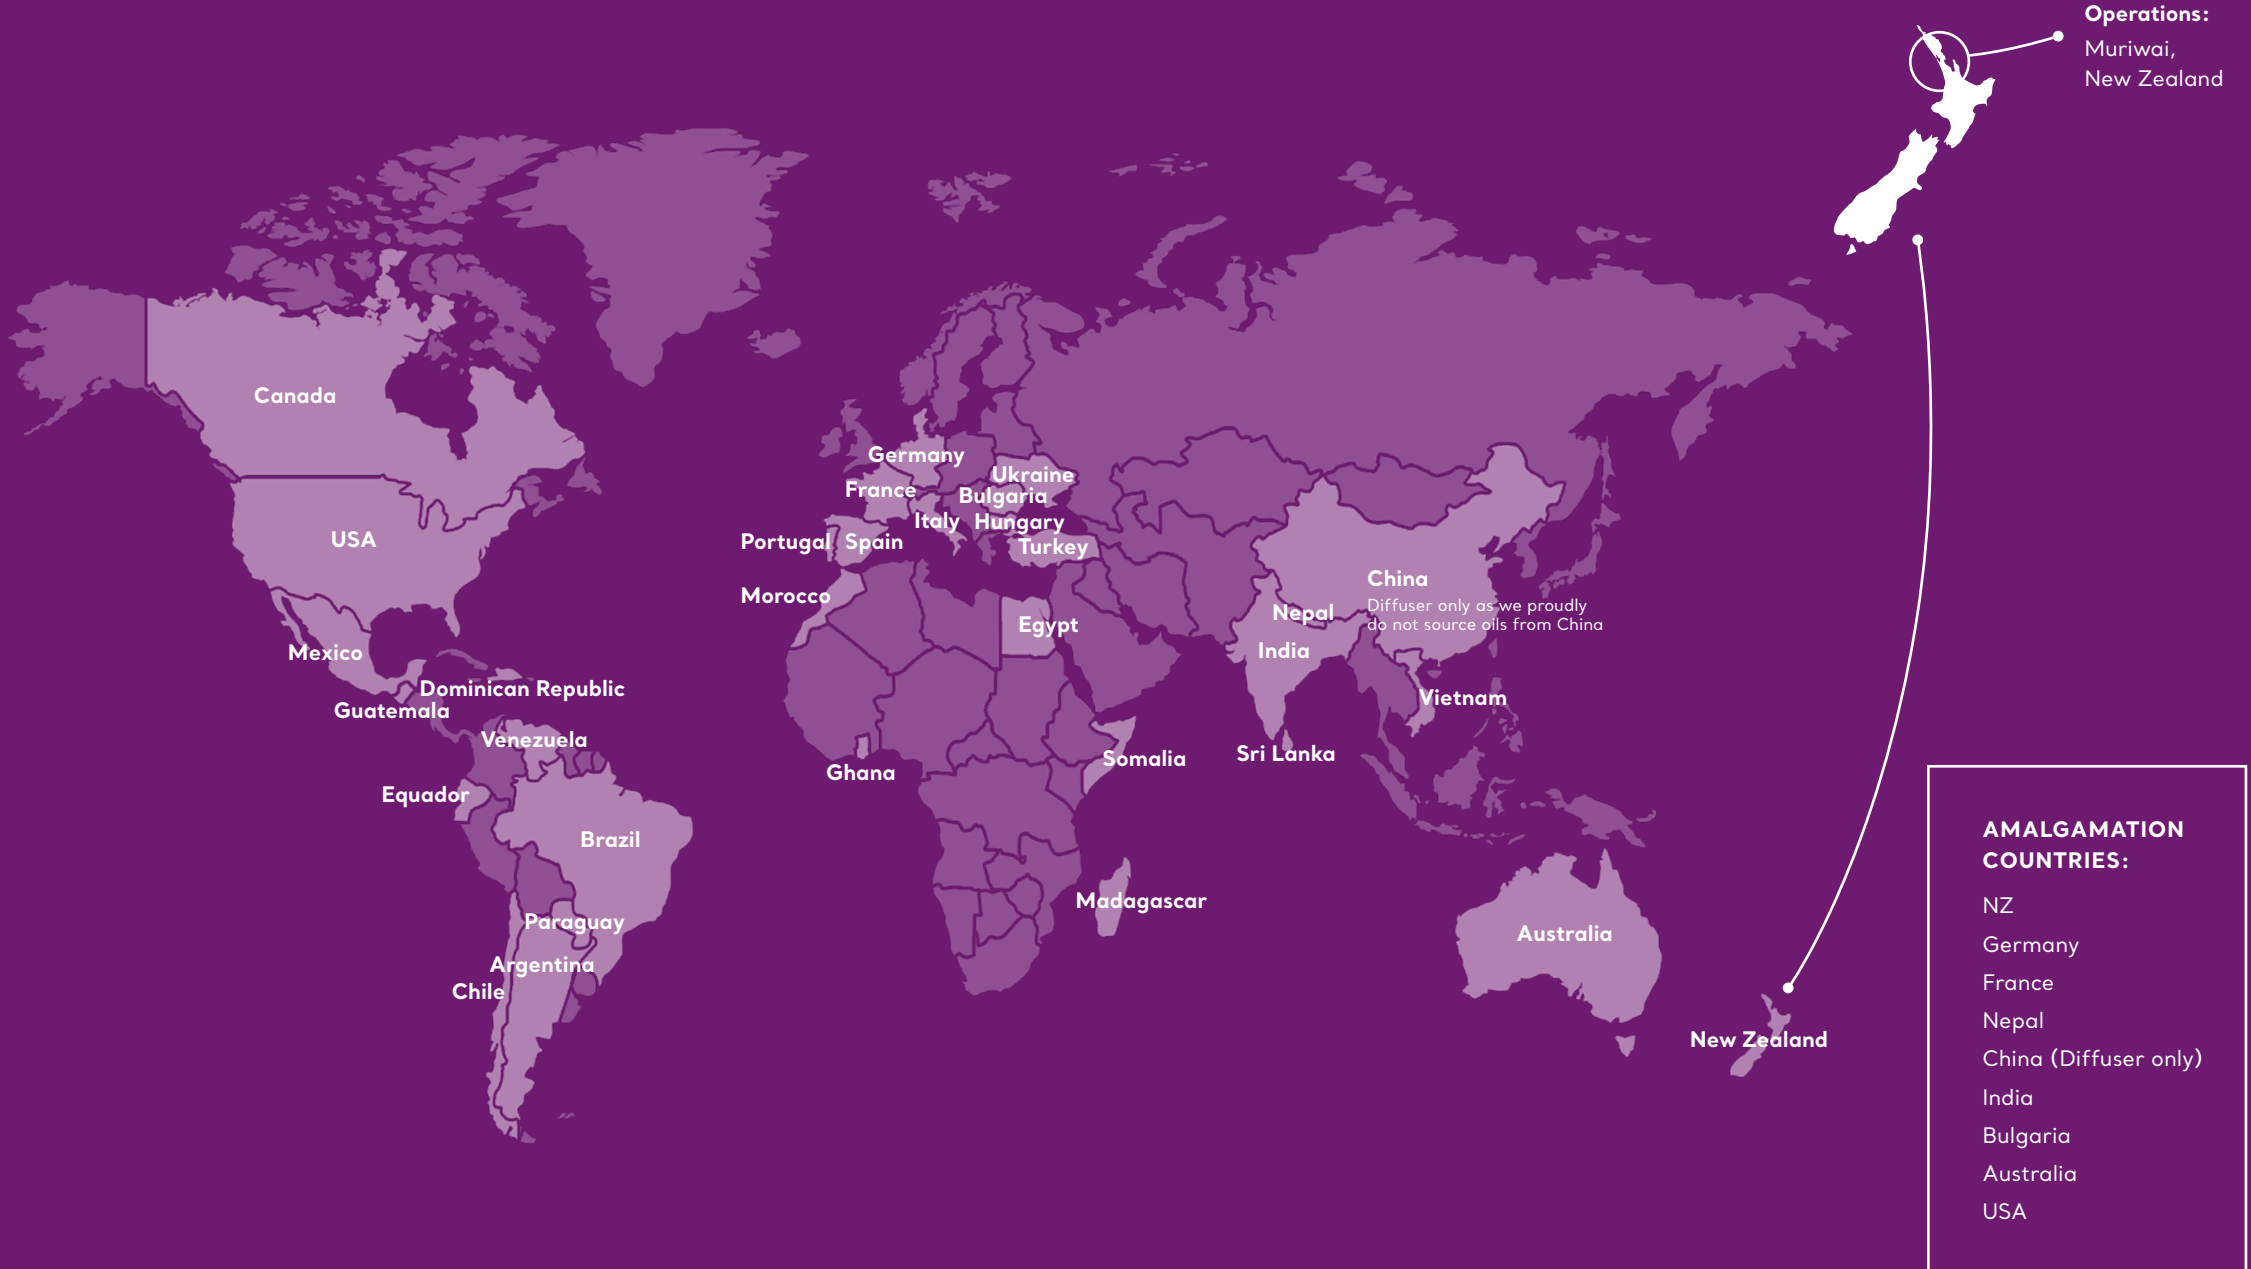 Operations:
Muriwai,
New Zealand
Canada
Germany
Ukraine
France
Bulgaria
Italy
Hungary
USA
Portugal
Spain
Turkey
China
Diffuser only as we proudly
do not source oils from China
Morocco
Nepal
Egypt
India
Mexico
Dominican Republic
Vietnam
Guatemala
Venezuela
Sri Lanka
Somalia
Ghana
Equador
Brazil
Madagascar
Paraguay
Australia
Argentina
Chile
New Zealand
AMALGAMATION
COUNTRIES:
NZ
Germany
France
Nepal
China (Diffuser only)
India
Bulgaria
Australia
USA